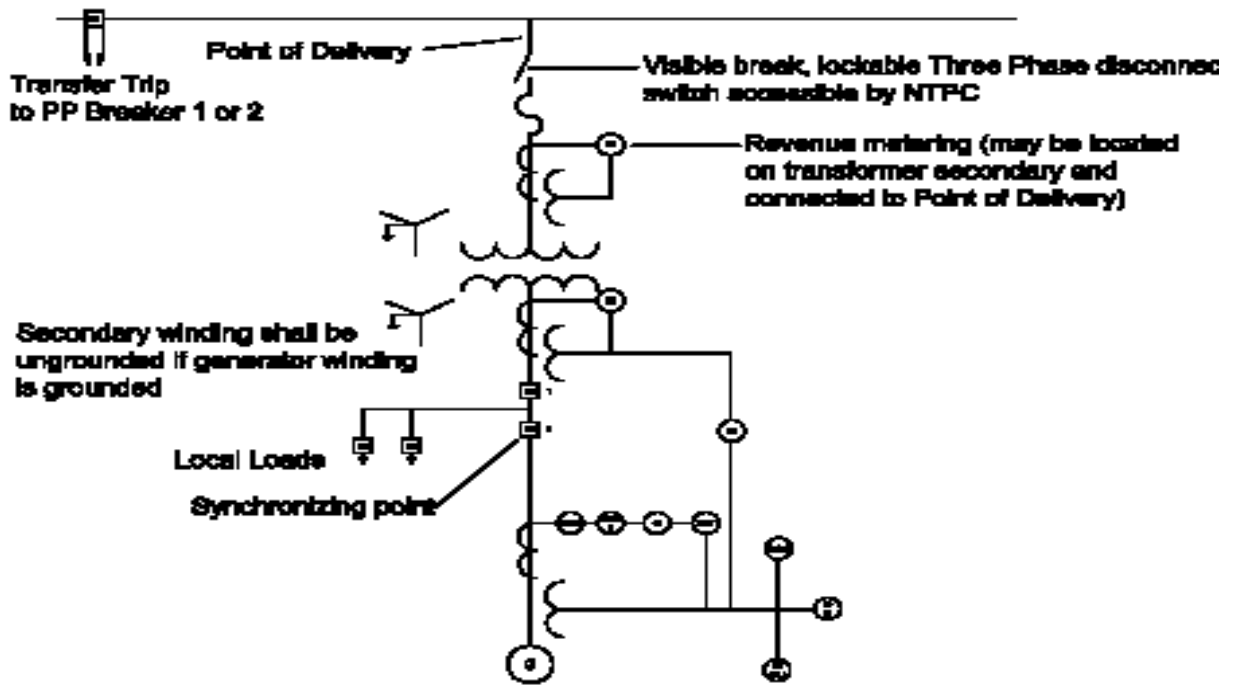 Point of Delivery
Transfer Trip
to PP Breaker 1 or 2
Visible break, lockable Three Phase disconnec
switch accessible by NTPC
Revenue metering (may be located
on transformer secondary and
connected to Point of Delivery)
Secondary winding shall be
ungrounded if generator winding
is grounded
Local Loads
Synchronizing point